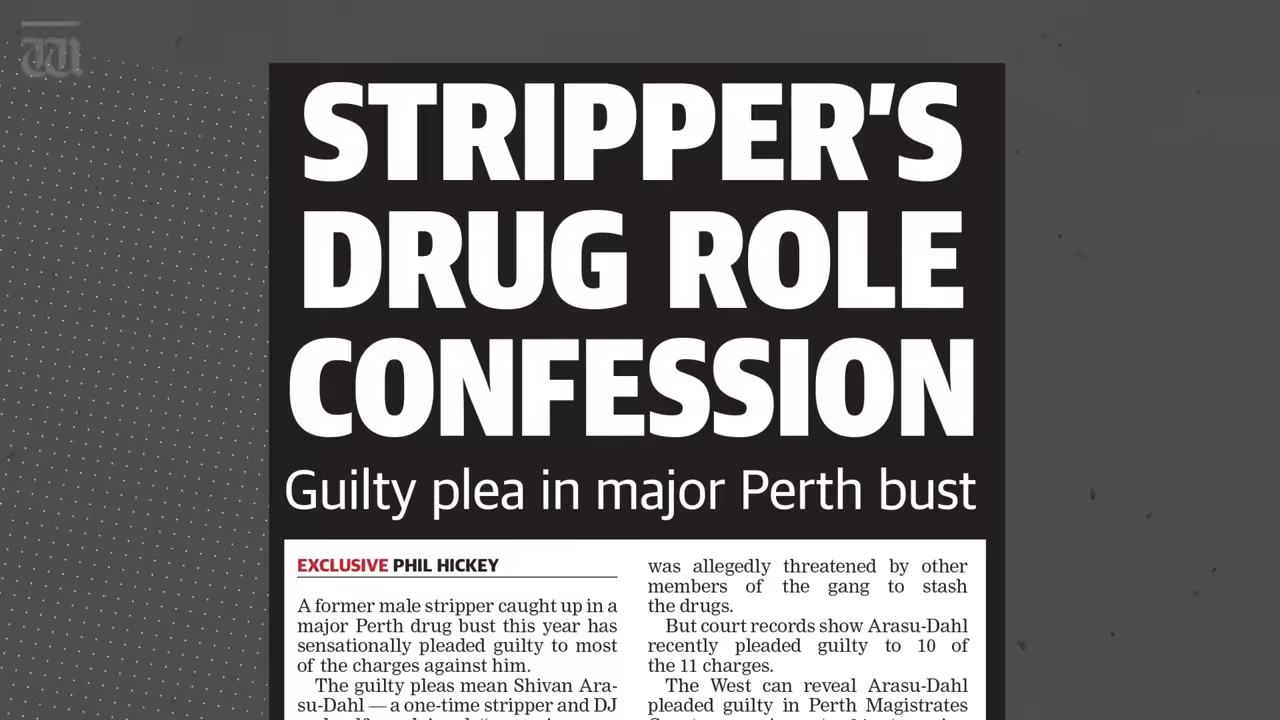 W
STRIPPER'S
DRUG ROLE
CONFESSION
Guilty plea in major Perth bust
EXCLUSIVE PHIL HICKEY
A former male stripper caught up in a
major Perth drug bust this year has
sensationally pleaded guilty to most
of the charges against him.
The guilty pleas mean Shivan Ara-
su-Dahl — a one-time stripper and DJ
was allegedly threatened by other
members of the gang to stash
the drugs.
But court records show Arasu-Dahl
recently pleaded guilty to 10 of
the 11 charges.
The West can reveal Arasu-Dahl
pleaded guilty in Perth Magistrates